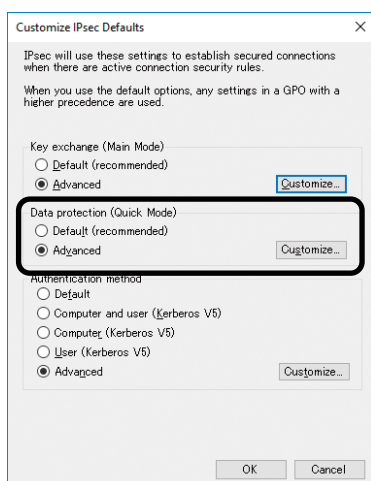 Customize IPsec Defaults
IPsec will use these settings to establish secured connections
when there are active connection security rules.
When you use the default options, any settings in a GPO with a
higher precedence are used.
Key exchange (Main Mode)
Default (recommended)
Advanced
Customize...
Data protection (Quick Mode)
Default (recommended)
Advanced
Customize...
Authentication method
Default
Computer and user (Kerberos V5)
Computer (Kerberos V5)
User (Kerberos V5)
Advanced
Customize...
OK
Cancel